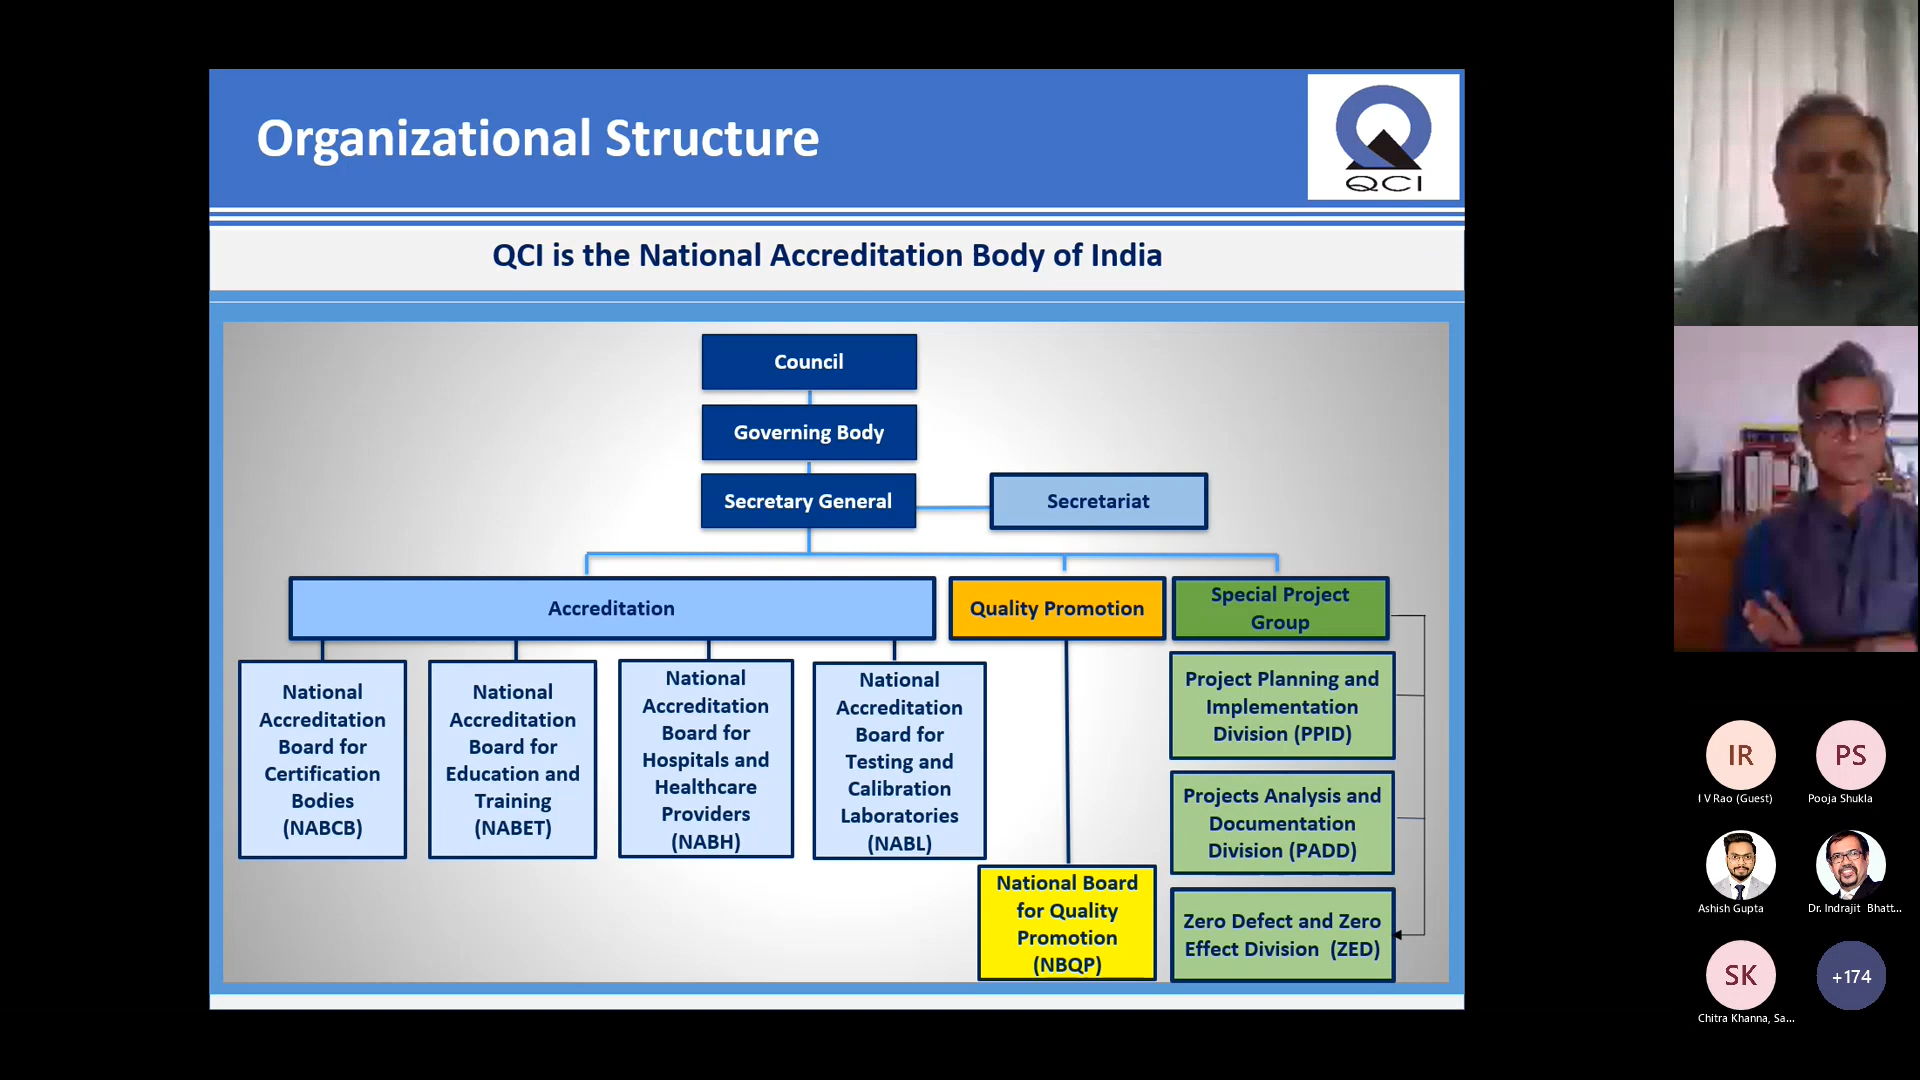 Organizational Structure
QCI
QCI is the National Accreditation Body of India
Council
Governing Body
Secretary General
Secretariat
Accreditation
Quality Promotion
Special Project
Group
National
Accreditation
Board for
Certification
Bodies
(NABCB)
National
Accreditation
Board for
Education and
Training
(NABET)
National
Accreditation
Board for
Hospitals and
Healthcare
Providers
(NABH)
National
Accreditation
Board for
Testing and
Calibration
Laboratories
(NABL)
National Board
for Quality
Promotion
(NBQP)
Project Planning and
Implementation
Division (PPID)
Projects Analysis and
Documentation
Division (PADD)
Zero Defect and Zero
Effect Division (ZED)
IR
I V Rao (Guest)
PS
Pooja Shukla
Ashish Gupta
Dr. Indrajit Bhatt...
SK
Chitra Khanna, Sa...
+174